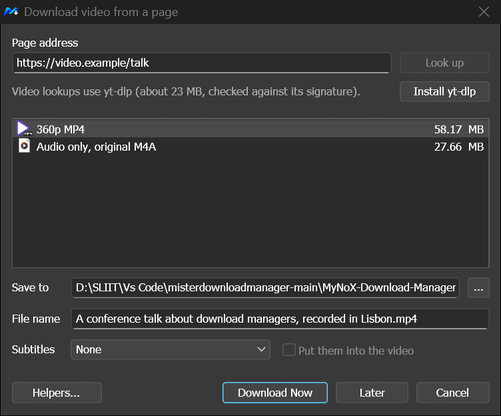 Download video from a page
Page address
https://video.example/talk
Look up
Video lookups use yt-dlp (about 23 MB, checked against its signature).
Install yt-dlp
360p MP4 58.17 MB
Audio only, original M4A 27.66 MB
Save to D:\SLIIT\Vs Code\misterdownloadmanager-main\MyNoX-Download-Manager
...
File name A conference talk about download managers, recorded in Lisbon.mp4
Subtitles None Put them into the video
Helpers... Download Now Later Cancel